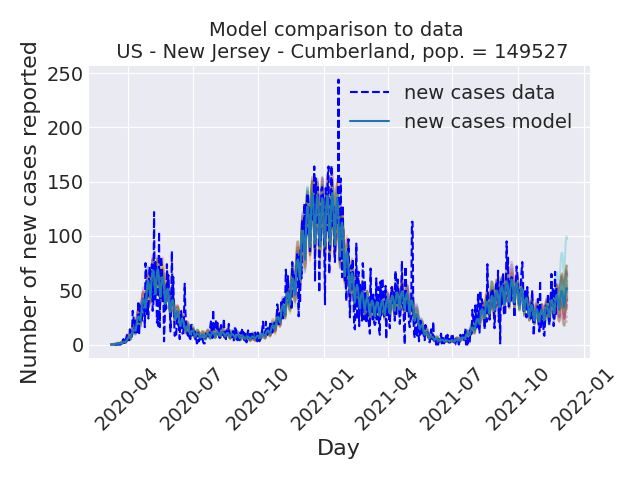 Model comparison to data
US - New Jersey - Cumberland, pop. = 149527
Number of new cases reported
250
200
150
100
50
0
new cases data
new cases model
2020-04
2020-07
2020-10
2021-01
2021-04
2021-07
2021-10
2022-01
Day